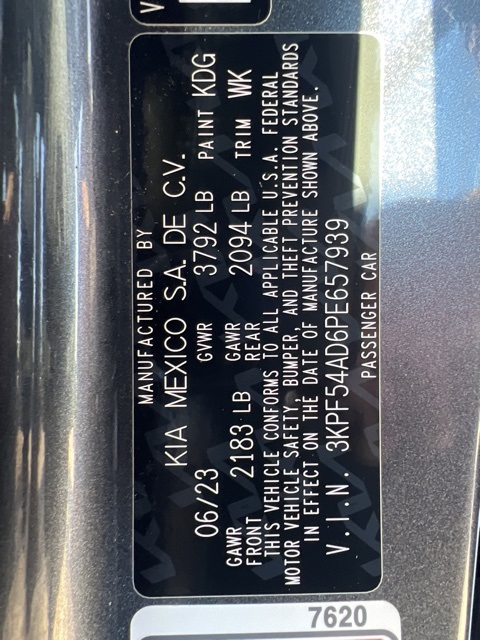 V
MANUFACTURED BY
KIA MEXICO S.A. DE C.V.
06/23 GVWR 3792 LB PAINT KDG
GAWR FRONT 2183 LB GAWR REAR 2094 LB TRIM WK
THIS VEHICLE CONFORMS TO ALL APPLICABLE U.S.A. FEDERAL
MOTOR VEHICLE SAFETY, BUMPER, AND THEFT PREVENTION STANDARDS
IN EFFECT ON THE DATE OF MANUFACTURE SHOWN ABOVE.
V.I.N. 3KPF54AD6PE657939
PASSENGER CAR
7620